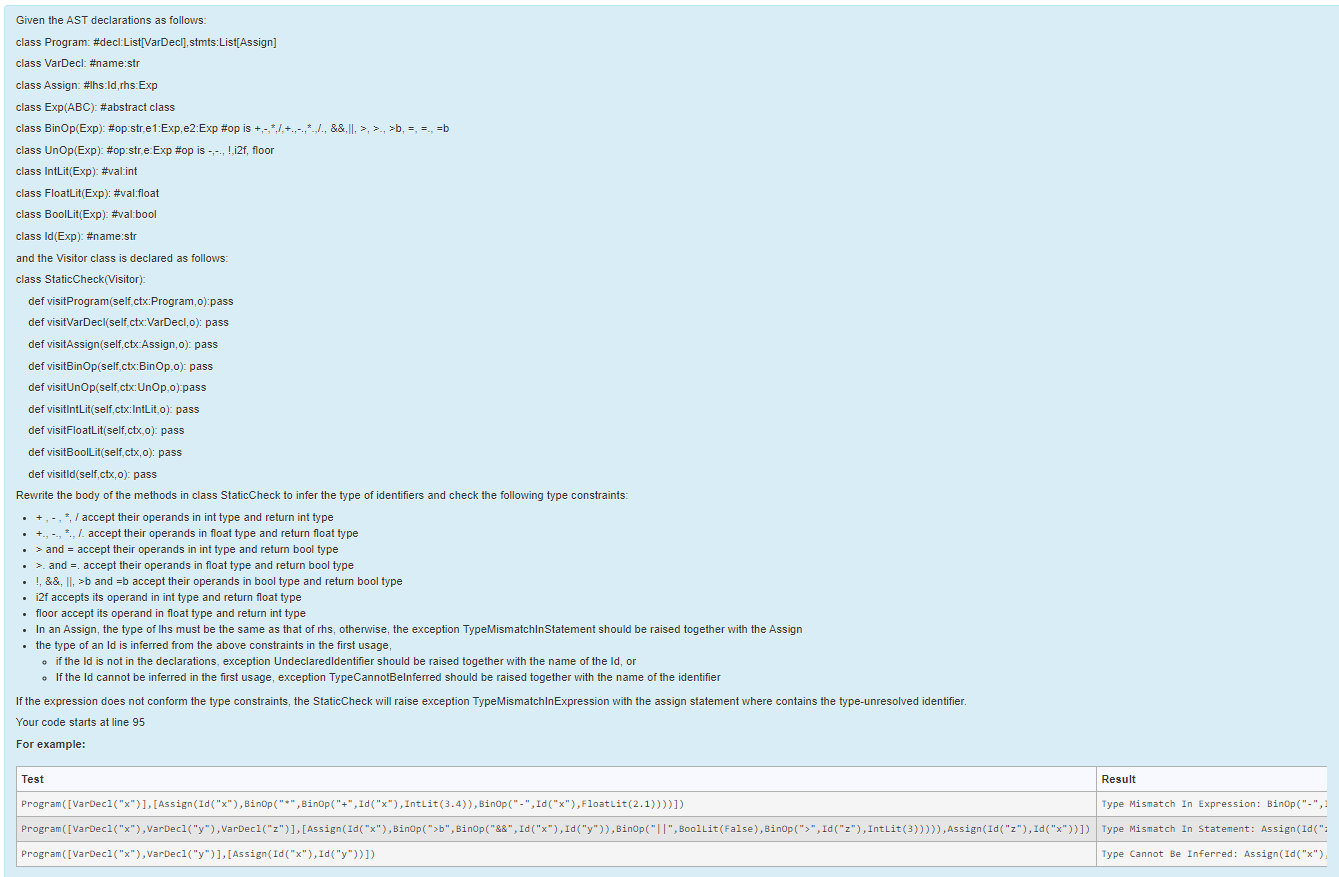 Given the AST declarations as follows:
class Program: #decl:List[VarDecl],stmts:List[Assign]
class VarDecl: #name:str
class Assign: #lhs:Id,rhs:Exp
class Exp(ABC): #abstract class
class BinOp(Exp): #op:str,e1:Exp,e2:Exp #op is +,-,*,/,+.,-.,*.,/., &&,||, >, >., >b, =, =., =b
class UnOp(Exp): #op:str,e:Exp #op is -,-., !,i2f, floor
class IntLit(Exp): #val:int
class FloatLit(Exp): #val:float
class BoolLit(Exp): #val:bool
class Id(Exp): #name:str
and the Visitor class is declared as follows:
class StaticCheck(Visitor):
def visitProgram(self,ctx:Program,o):pass
def visitVarDecl(self,ctx:VarDecl,o): pass
def visitAssign(self,ctx:Assign,o): pass
def visitBinOp(self,ctx:BinOp,o): pass
def visitUnOp(self,ctx:UnOp,o):pass
def visitIntLit(self,ctx:IntLit,o): pass
def visitFloatLit(self,ctx,o): pass
def visitBoolLit(self,ctx,o): pass
def visitId(self,ctx,o): pass
Rewrite the body of the methods in class StaticCheck to infer the type of identifiers and check the following type constraints:
• + , - , *, / accept their operands in int type and return int type
• +., -., *., /. accept their operands in float type and return float type
• > and = accept their operands in int type and return bool type
• >. and =. accept their operands in float type and return bool type
• !, &&, ||, >b and =b accept their operands in bool type and return bool type
• i2f accepts its operand in int type and return float type
• floor accept its operand in float type and return int type
• In an Assign, the type of lhs must be the same as that of rhs, otherwise, the exception TypeMismatchInStatement should be raised together with the Assign
• the type of an Id is inferred from the above constraints in the first usage,
◦ if the Id is not in the declarations, exception UndeclaredIdentifier should be raised together with the name of the Id, or
◦ If the Id cannot be inferred in the first usage, exception TypeCannotBeInferred should be raised together with the name of the identifier
If the expression does not conform the type constraints, the StaticCheck will raise exception TypeMismatchInExpression with the assign statement where contains the type-unresolved identifier.
Your code starts at line 95
For example:
Test Result
Program([VarDecl("x")],[Assign(Id("x"),BinOp("*",BinOp("+",Id("x"),IntLit(3.4)),BinOp("-",Id("x"),FloatLit(2.1))))]) Type Mismatch In Expression: BinOp("-",
Program([VarDecl("x"),VarDecl("y"),VarDecl("z")],[Assign(Id("x"),BinOp(">b",BinOp("&&",Id("x"),Id("y")),BinOp("||",BoolLit(False),BinOp(">",Id("z"),IntLit(3))))),Assign(Id("z"),Id("x"))]) Type Mismatch In Statement: Assign(Id("
Program([VarDecl("x"),VarDecl("y")],[Assign(Id("x"),Id("y"))]) Type Cannot Be Inferred: Assign(Id("x"),